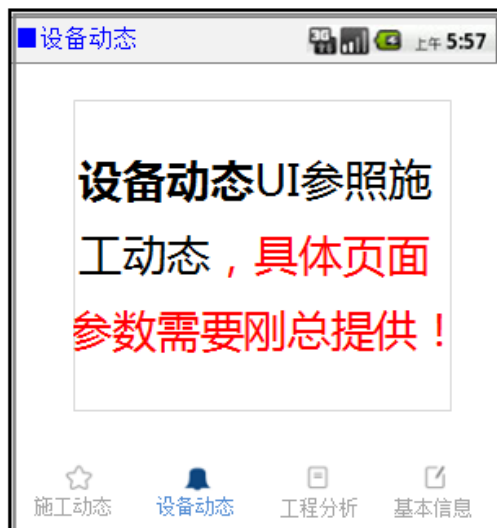 ■设备动态 3G 上午 5:57
设备动态UI参照施
工动态，具体页面
参数需要刚总提供！
施工动态 设备动态 工程分析 基本信息